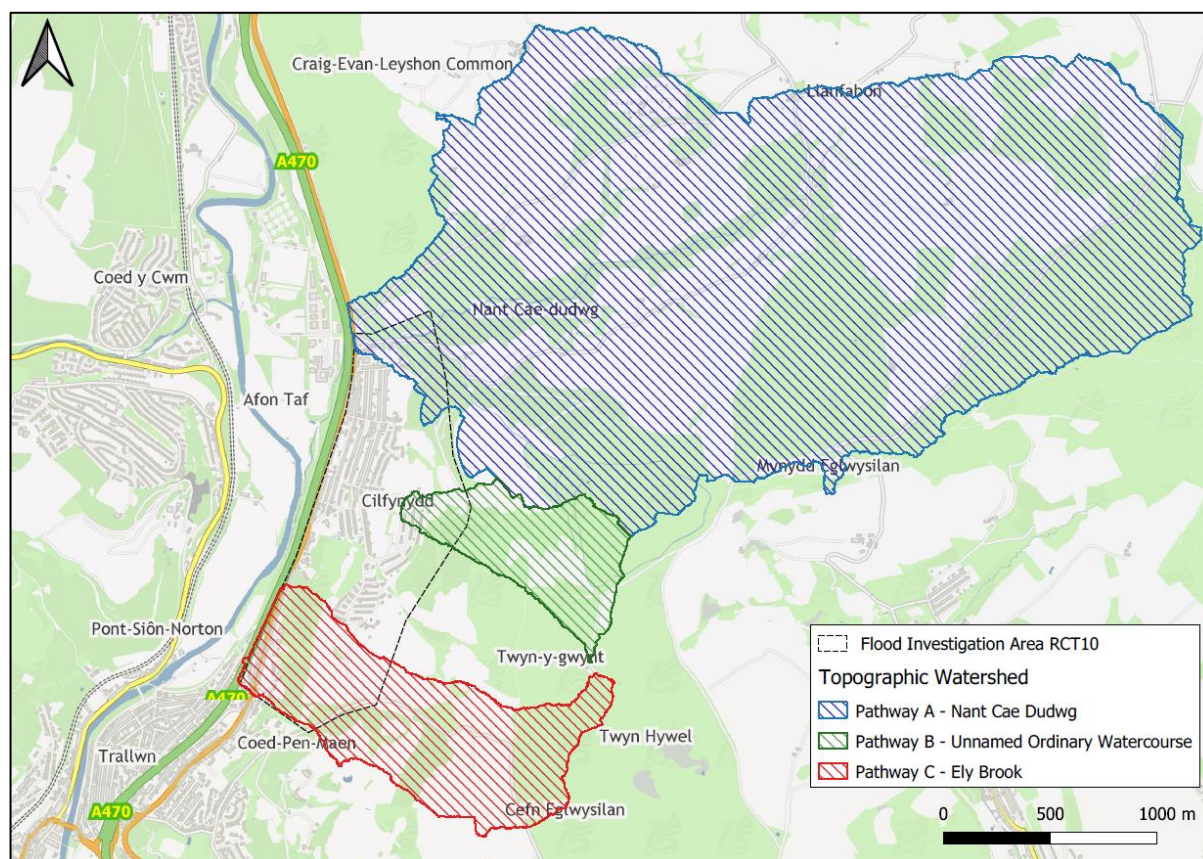 Craig-Evan-Leyshon Common
Llanfabon
A470
Coed y Cwm
Nant Cae-dudwg
Afon Taf
Mynydd Eglwysilan
Cilfynydd
Pont-Siôn-Norton
Twyn-y-gwynt
A470
Coed-Pen-Maen
Twyn Hywel
Trallwn
A470
Cefn Eglwysilan
Flood Investigation Area RCT10
Topographic Watershed
Pathway A - Nant Cae Dudwg
Pathway B - Unnamed Ordinary Watercourse
Pathway C - Ely Brook
0 500 1000 m